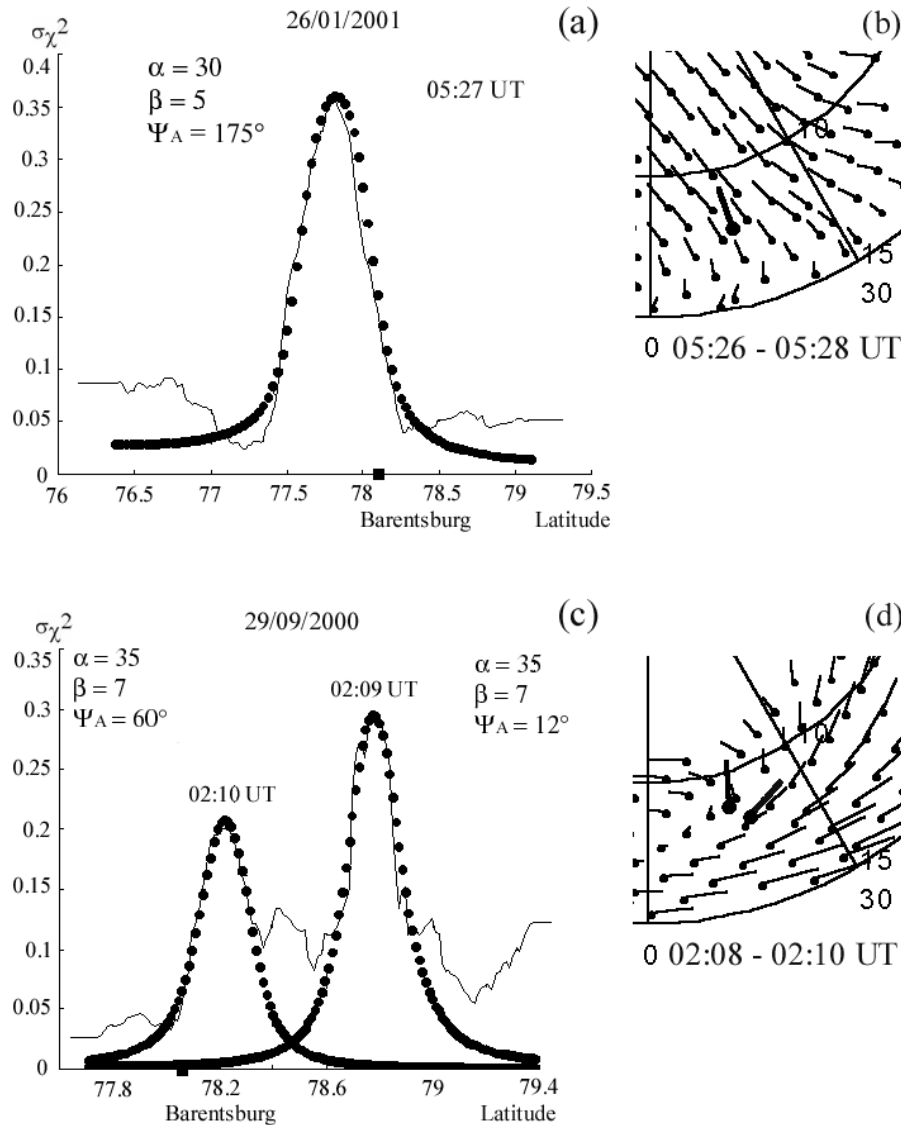 26/01/2001
(a)
(b)
σχ²
0.4
0.35
0.3
0.25
0.2
0.15
0.1
0.05
0
α = 30
β = 5
ΨA = 175°
05:27 UT
76 76.5 77 77.5 78 78.5 79 79.5
Barentsburg Latitude
10
15
30
0 05:26 - 05:28 UT
29/09/2000
(c)
(d)
σχ²
0.35
0.3
0.25
0.2
0.15
0.1
0.05
0
α = 35
β = 7
ΨA = 60°
02:10 UT
02:09 UT
α = 35
β = 7
ΨA = 12°
77.8 78.2 78.6 79 79.4
Barentsburg Latitude
10
15
30
0 02:08 - 02:10 UT